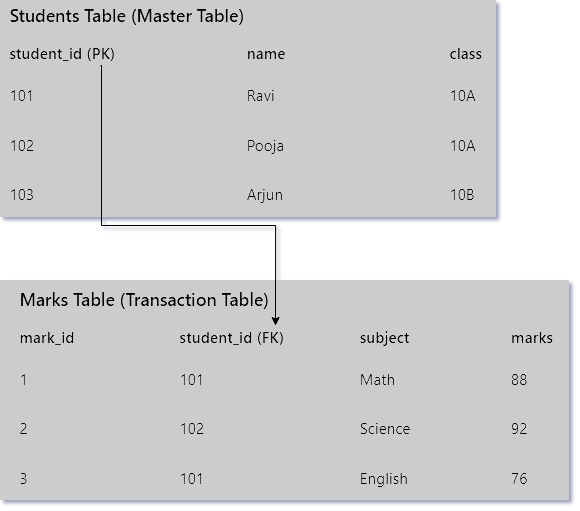 Students Table (Master Table)
student_id (PK) name class
101 Ravi 10A
102 Pooja 10A
103 Arjun 10B
Marks Table (Transaction Table)
mark_id student_id (FK) subject marks
1 101 Math 88
2 102 Science 92
3 101 English 76